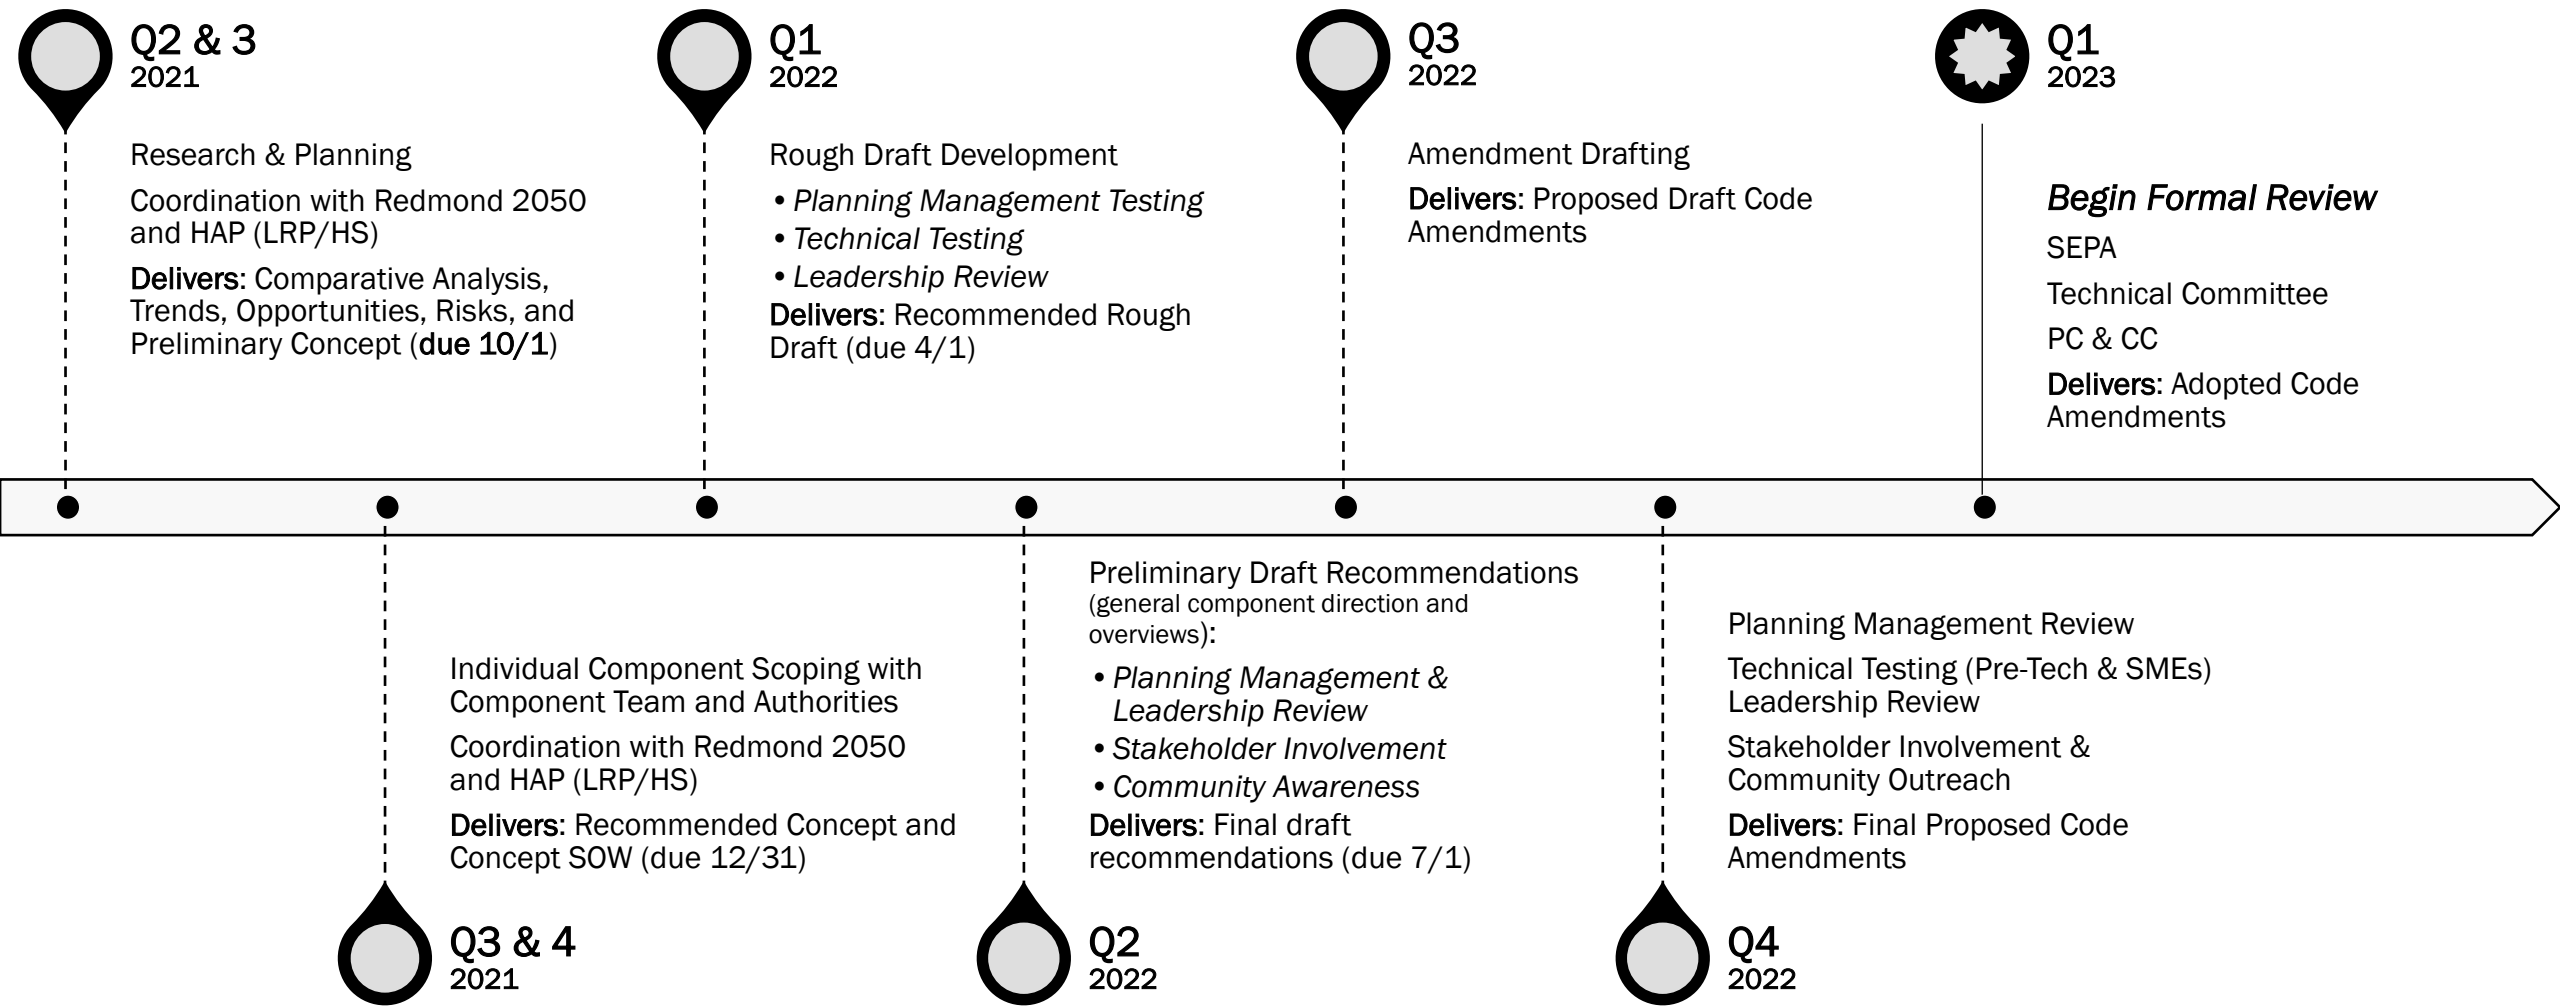 Q2 & 3
2021
Research & Planning
Coordination with Redmond 2050
and HAP (LRP/HS)
Delivers: Comparative Analysis,
Trends, Opportunities, Risks, and
Preliminary Concept (due 10/1)
Q1
2022
Rough Draft Development
• Planning Management Testing
• Technical Testing
• Leadership Review
Delivers: Recommended Rough
Draft (due 4/1)
Q3
2022
Amendment Drafting
Delivers: Proposed Draft Code
Amendments
Q1
2023
Begin Formal Review
SEPA
Technical Committee
PC & CC
Delivers: Adopted Code
Amendments
Individual Component Scoping with
Component Team and Authorities
Coordination with Redmond 2050
and HAP (LRP/HS)
Delivers: Recommended Concept and
Concept SOW (due 12/31)
Q3 & 4
2021
Preliminary Draft Recommendations
(general component direction and
overviews):
• Planning Management &
Leadership Review
• Stakeholder Involvement
• Community Awareness
Delivers: Final draft
recommendations (due 7/1)
Q2
2022
Planning Management Review
Technical Testing (Pre-Tech & SMEs)
Leadership Review
Stakeholder Involvement &
Community Outreach
Delivers: Final Proposed Code
Amendments
Q4
2022